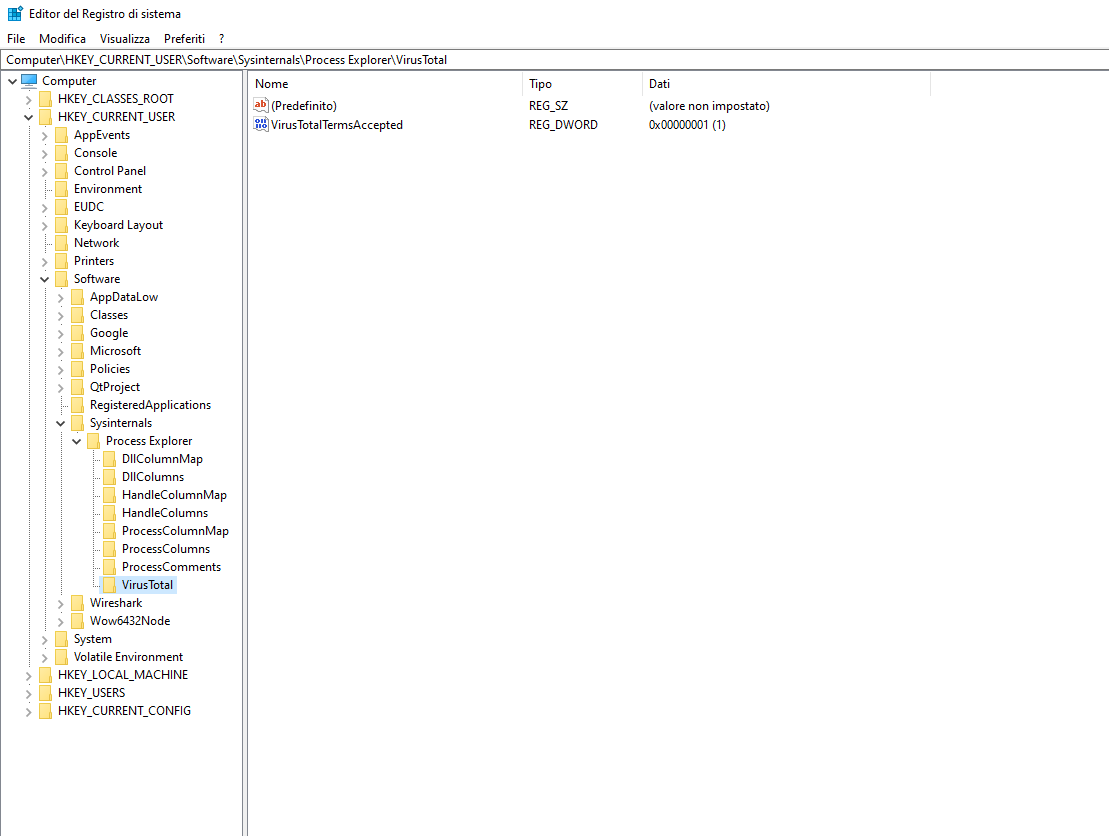 Editor del Registro di sistema
File Modifica Visualizza Preferiti ?
Computer\HKEY_CURRENT_USER\Software\Sysinternals\Process Explorer\VirusTotal
Computer
HKEY_CLASSES_ROOT
HKEY_CURRENT_USER
AppEvents
Console
Control Panel
Environment
EUDC
Keyboard Layout
Network
Printers
Software
AppDataLow
Classes
Google
Microsoft
Policies
QtProject
RegisteredApplications
Sysinternals
Process Explorer
DllColumnMap
DllColumns
HandleColumnMap
HandleColumns
ProcessColumnMap
ProcessColumns
ProcessComments
VirusTotal
Wireshark
Wow6432Node
System
Volatile Environment
HKEY_LOCAL_MACHINE
HKEY_USERS
HKEY_CURRENT_CONFIG
Nome Tipo Dati
(Predefinito) REG_SZ (valore non impostato)
VirusTotalTermsAccepted REG_DWORD 0x00000001 (1)